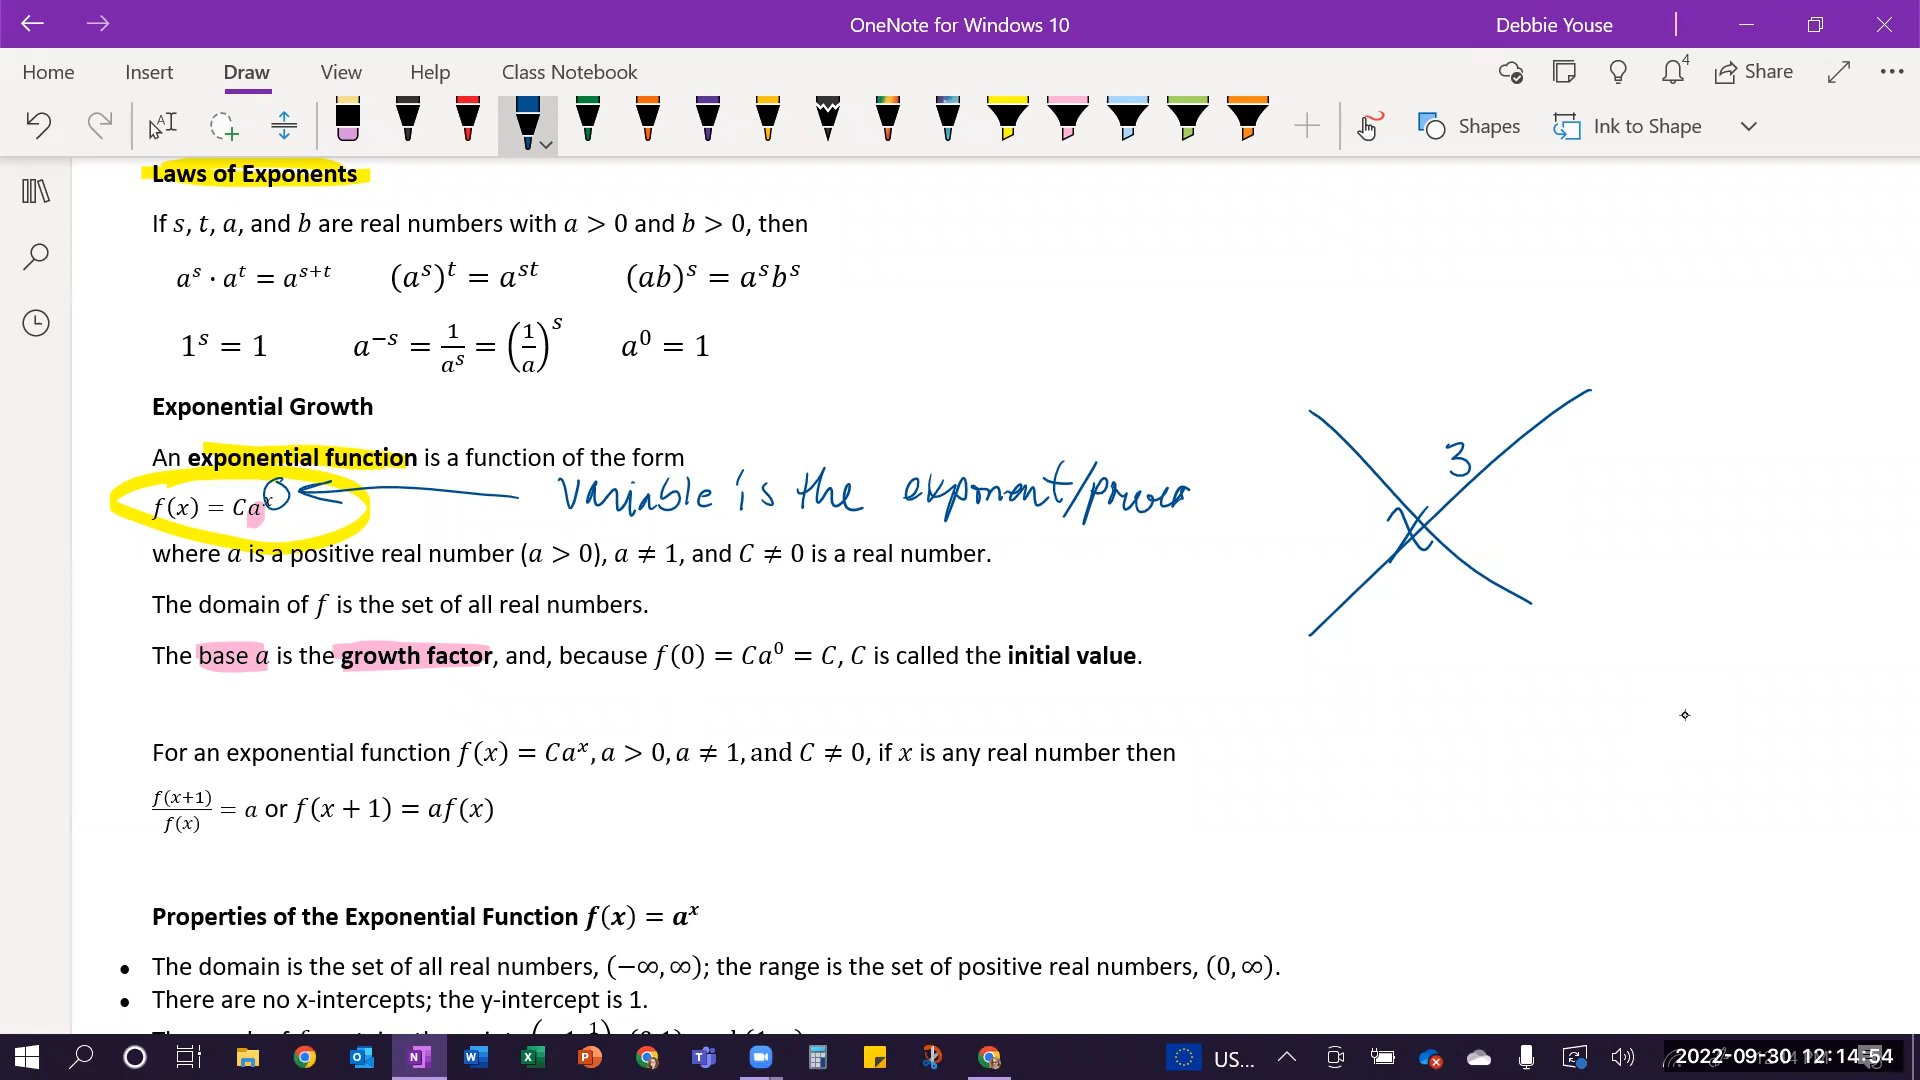 OneNote for Windows 10
Debbie Youse
Home Insert Draw View Help Class Notebook
4 Share
Shapes Ink to Shape
Laws of Exponents
If s, t, a, and b are real numbers with a > 0 and b > 0, then
a^s · a^t = a^{s+t} (a^s)^t = a^{st} (ab)^s = a^s b^s
1^s = 1 a^{−s} = 1/a^s = (1/a)^s a^0 = 1
Exponential Growth
An exponential function is a function of the form
f(x) = Ca^x variable is the exponent/power
3
x
where a is a positive real number (a > 0), a ≠ 1, and C ≠ 0 is a real number.
The domain of f is the set of all real numbers.
The base a is the growth factor, and, because f(0) = Ca^0 = C, C is called the initial value.
For an exponential function f(x) = Ca^x, a > 0, a ≠ 1, and C ≠ 0, if x is any real number then
f(x+1)/f(x) = a or f(x + 1) = af(x)
Properties of the Exponential Function f(x) = a^x
• The domain is the set of all real numbers, (−∞, ∞); the range is the set of positive real numbers, (0, ∞).
• There are no x-intercepts; the y-intercept is 1.
US...
2022-09-30 12:14:54